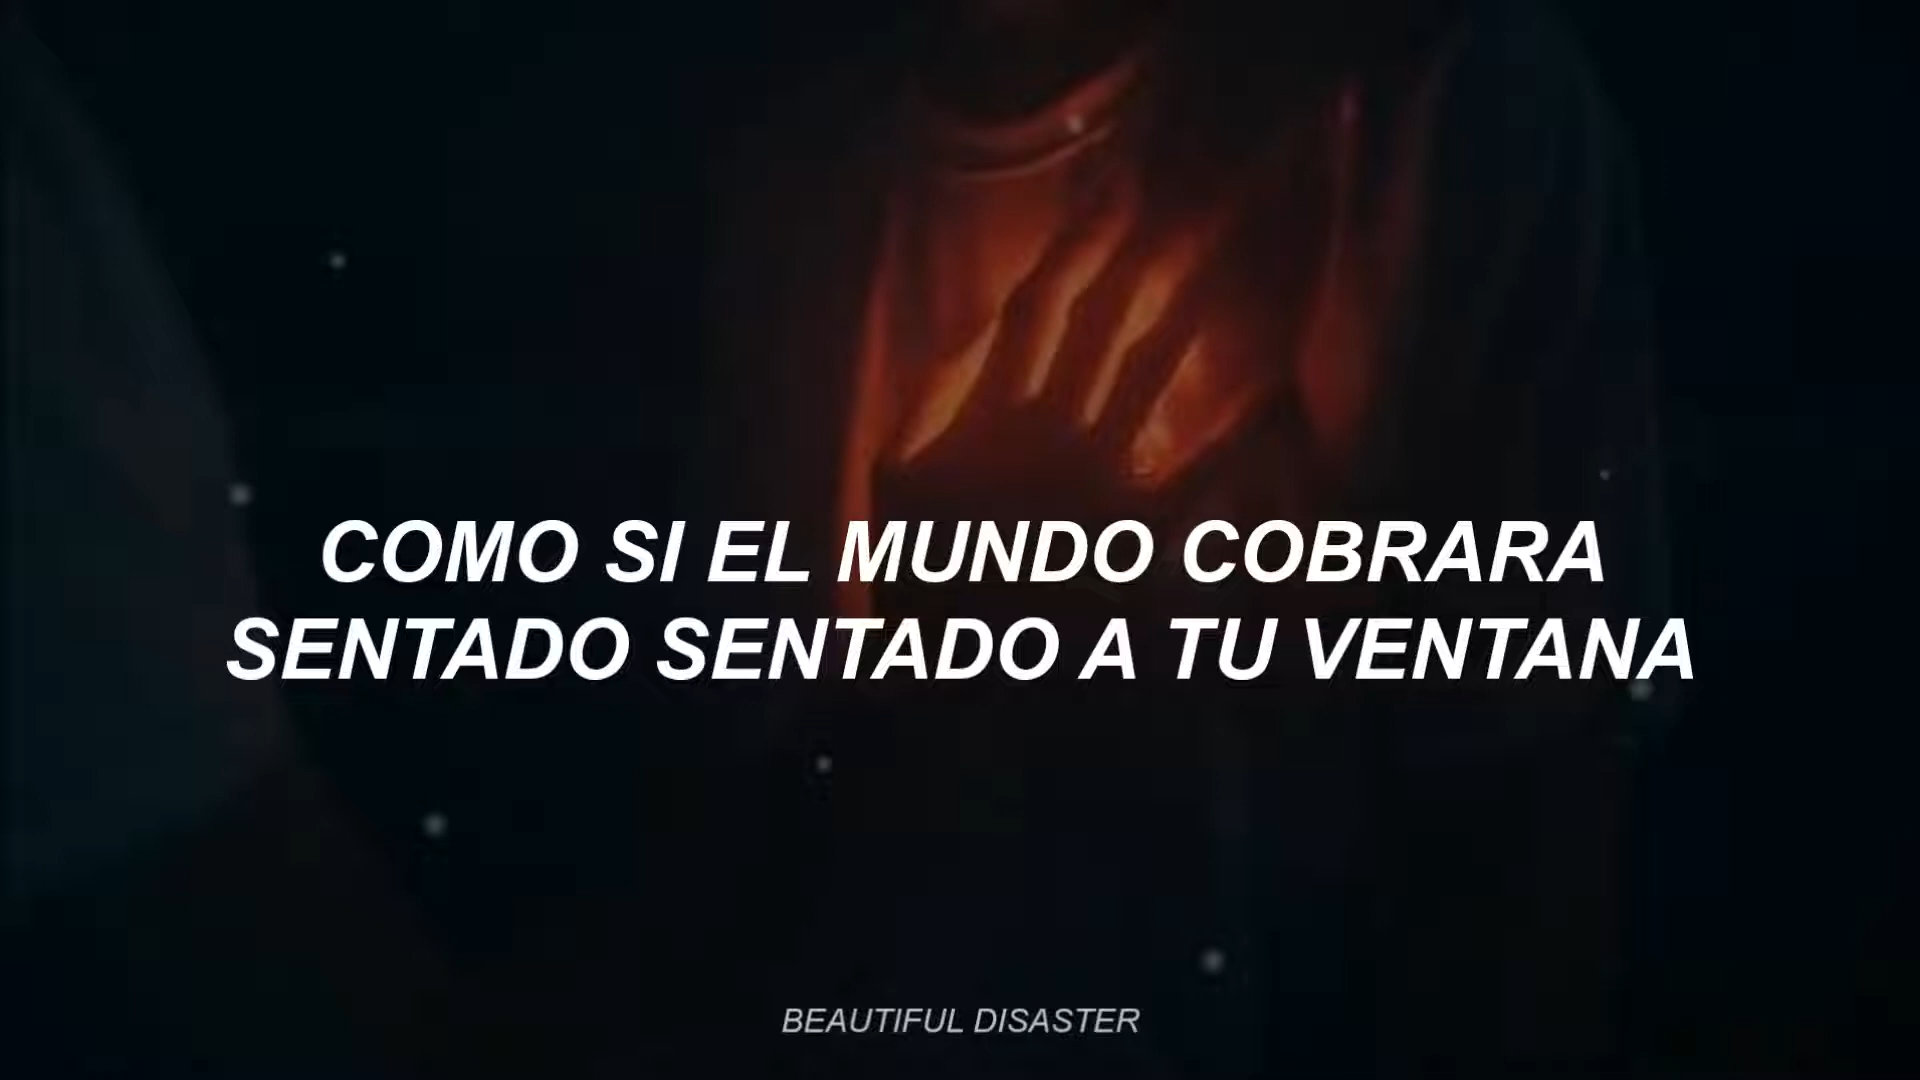 COMO SI EL MUNDO COBRARA
SENTADO SENTADO A TU VENTANA
BEAUTIFUL DISASTER